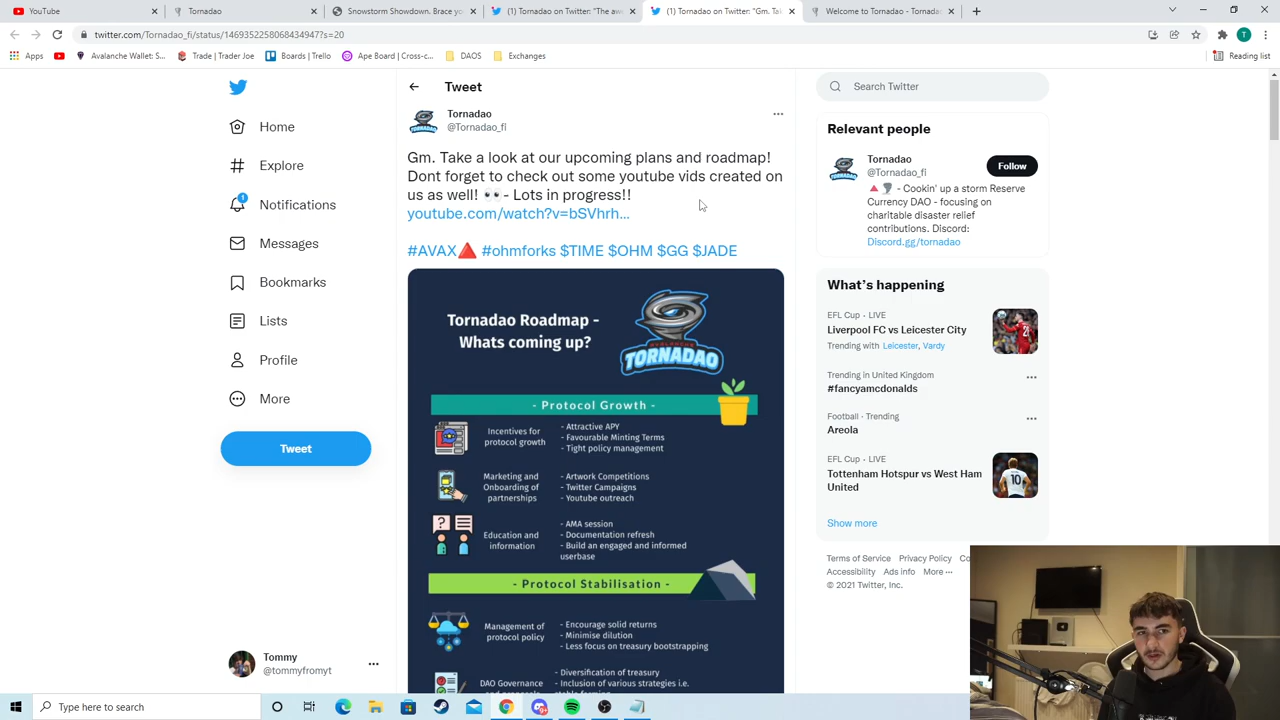 YouTube
Tornadao
Snowstorm Showdown. Brace yo
(1) Tornadao on Twitter: "The aw
(1) Tornadao on Twitter: "Gm. Ta
Welcome to Tornadao - Tornadao
twitter.com/Tornadao_fi/status/1469352258068434947?s=20
T
Apps
Avalanche Wallet: S...
Trade | Trader Joe
Boards | Trello
Ape Board | Cross-c...
DAOS
Exchanges
Reading list
Home
Explore
1
Notifications
Messages
Bookmarks
Lists
Profile
More
Tweet
Tommy
@tommyfromyt
Tweet
Tornadao
@Tornadao_fi
Gm. Take a look at our upcoming plans and roadmap!
Dont forget to check out some youtube vids created on
us as well! 👀- Lots in progress!!
youtube.com/watch?v=bSVhrh...
#AVAX🔺 #ohmforks $TIME $OHM $GG $JADE
Tornadao Roadmap -
Whats coming up?
TORNADAO
- Protocol Growth -
Incentives for
protocol growth
- Attractive APY
- Favourable Minting Terms
- Tight policy management
Marketing and
Onboarding of
partnerships
- Artwork Competitions
- Twitter Campaigns
- Youtube outreach
Education and
information
- AMA session
- Documentation refresh
- Build an engaged and informed
userbase
- Protocol Stabilisation -
Management of
protocol policy
- Encourage solid returns
- Minimise dilution
- Less focus on treasury bootstrapping
DAO Governance
- Diversification of treasury
- Inclusion of various strategies i.e.
Search Twitter
Relevant people
Tornadao
@Tornadao_fi
Follow
🔺 🌪 - Cookin' up a storm Reserve
Currency DAO - focusing on
charitable disaster relief
contributions. Discord:
Discord.gg/tornadao
What's happening
EFL Cup · LIVE
Liverpool FC vs Leicester City
Trending with Leicester, Vardy
Trending in United Kingdom
#fancyamcdonalds
Football · Trending
Areola
EFL Cup · LIVE
Tottenham Hotspur vs West Ham
United
Show more
Terms of Service Privacy Policy Co
Accessibility Ads info More ···
© 2021 Twitter, Inc.
Type here to search